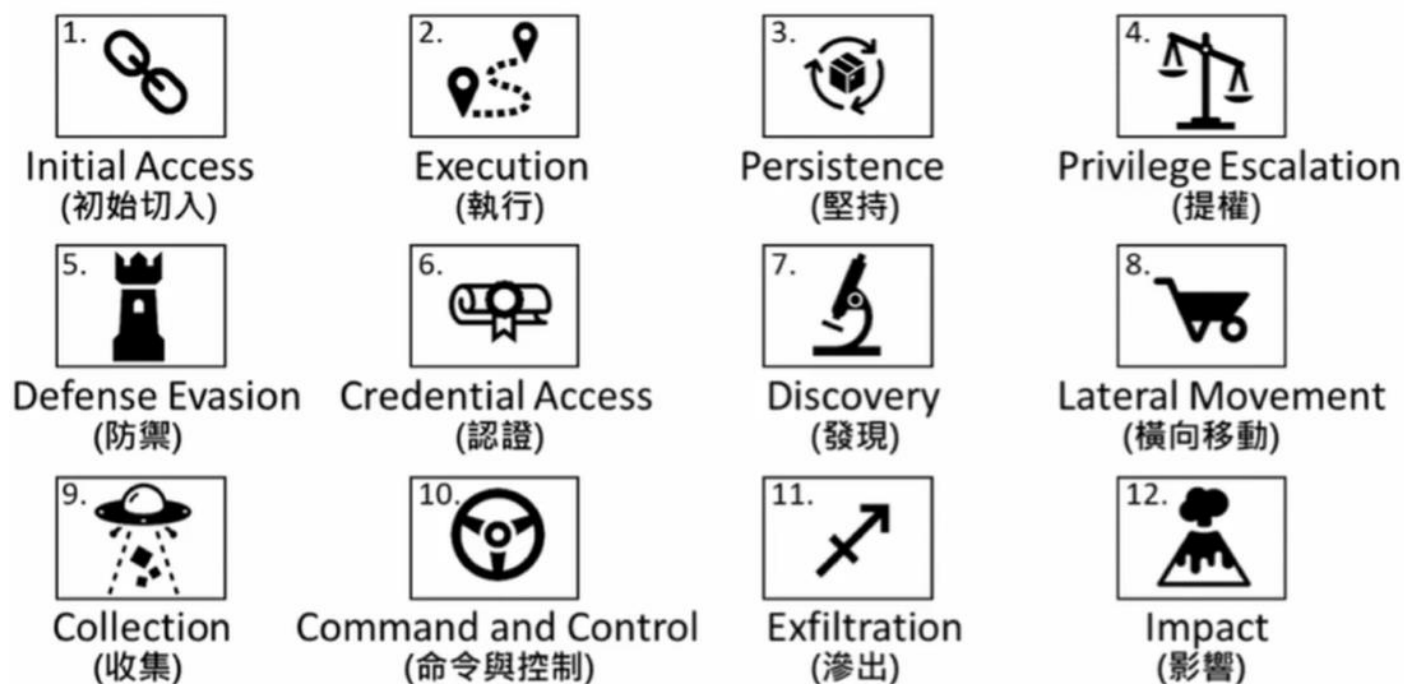 1.
Initial Access
(初始切入)
2.
Execution
(執行)
3.
Persistence
(堅持)
4.
Privilege Escalation
(提權)
5.
Defense Evasion
(防禦)
6.
Credential Access
(認證)
7.
Discovery
(發現)
8.
Lateral Movement
(橫向移動)
9.
Collection
(收集)
10.
Command and Control
(命令與控制)
11.
Exfiltration
(滲出)
12.
Impact
(影響)